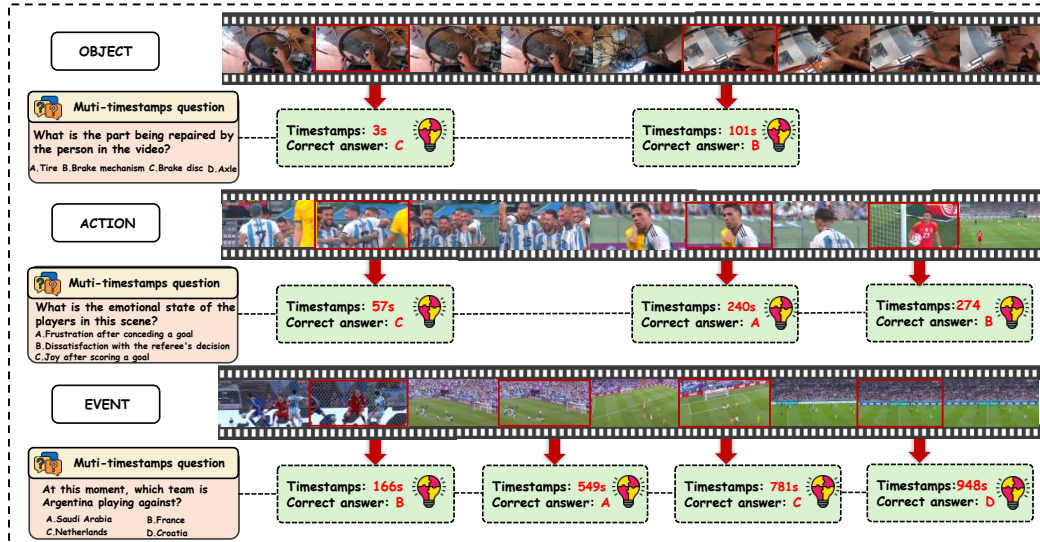 OBJECT
Muti-timestamps question
What is the part being repaired by
the person in the video?
A.Tire B.Brake mechanism C.Brake disc D.Axle
Timestamps: 3s
Correct answer: C
Timestamps: 101s
Correct answer: B
ACTION
Muti-timestamps question
What is the emotional state of the
players in this scene?
A.Frustration after conceding a goal
B.Dissatisfaction with the referee's decision
C.Joy after scoring a goal
Timestamps: 57s
Correct answer: C
Timestamps: 240s
Correct answer: A
Timestamps:274
Correct answer: B
EVENT
Muti-timestamps question
At this moment, which team is
Argentina playing against?
A.Saudi Arabia B.France
C.Netherlands D.Croatia
Timestamps: 166s
Correct answer: B
Timestamps: 549s
Correct answer: A
Timestamps: 781s
Correct answer: C
Timestamps:948s
Correct answer: D